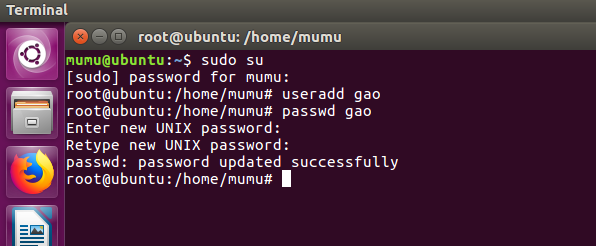 Terminal
root@ubuntu: /home/mumu
mumu@ubuntu:~$ sudo su
[sudo] password for mumu:
root@ubuntu:/home/mumu# useradd gao
root@ubuntu:/home/mumu# passwd gao
Enter new UNIX password:
Retype new UNIX password:
passwd: password updated successfully
root@ubuntu:/home/mumu#